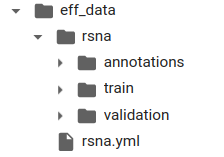 eff_data
rsna
annotations
train
validation
rsna.yml